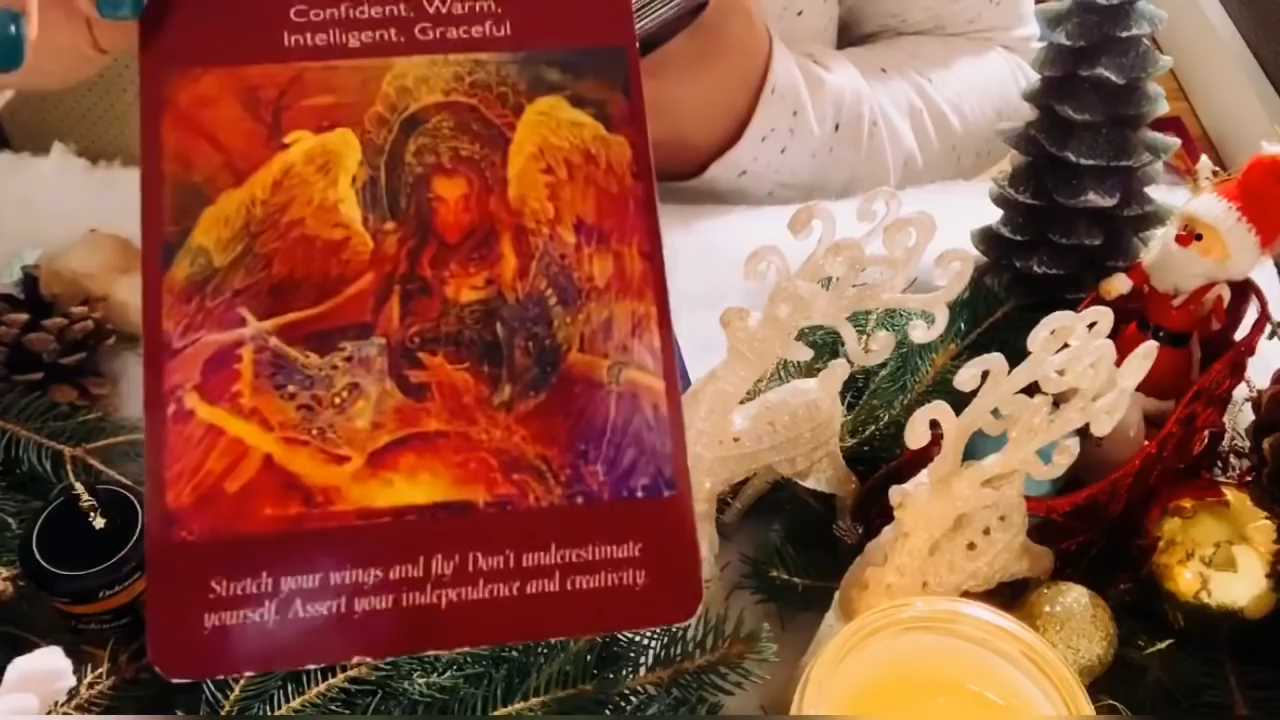 Confident, Warm,
Intelligent, Graceful
Stretch your wings and fly! Don't underestimate
yourself. Assert your independence and creativity.